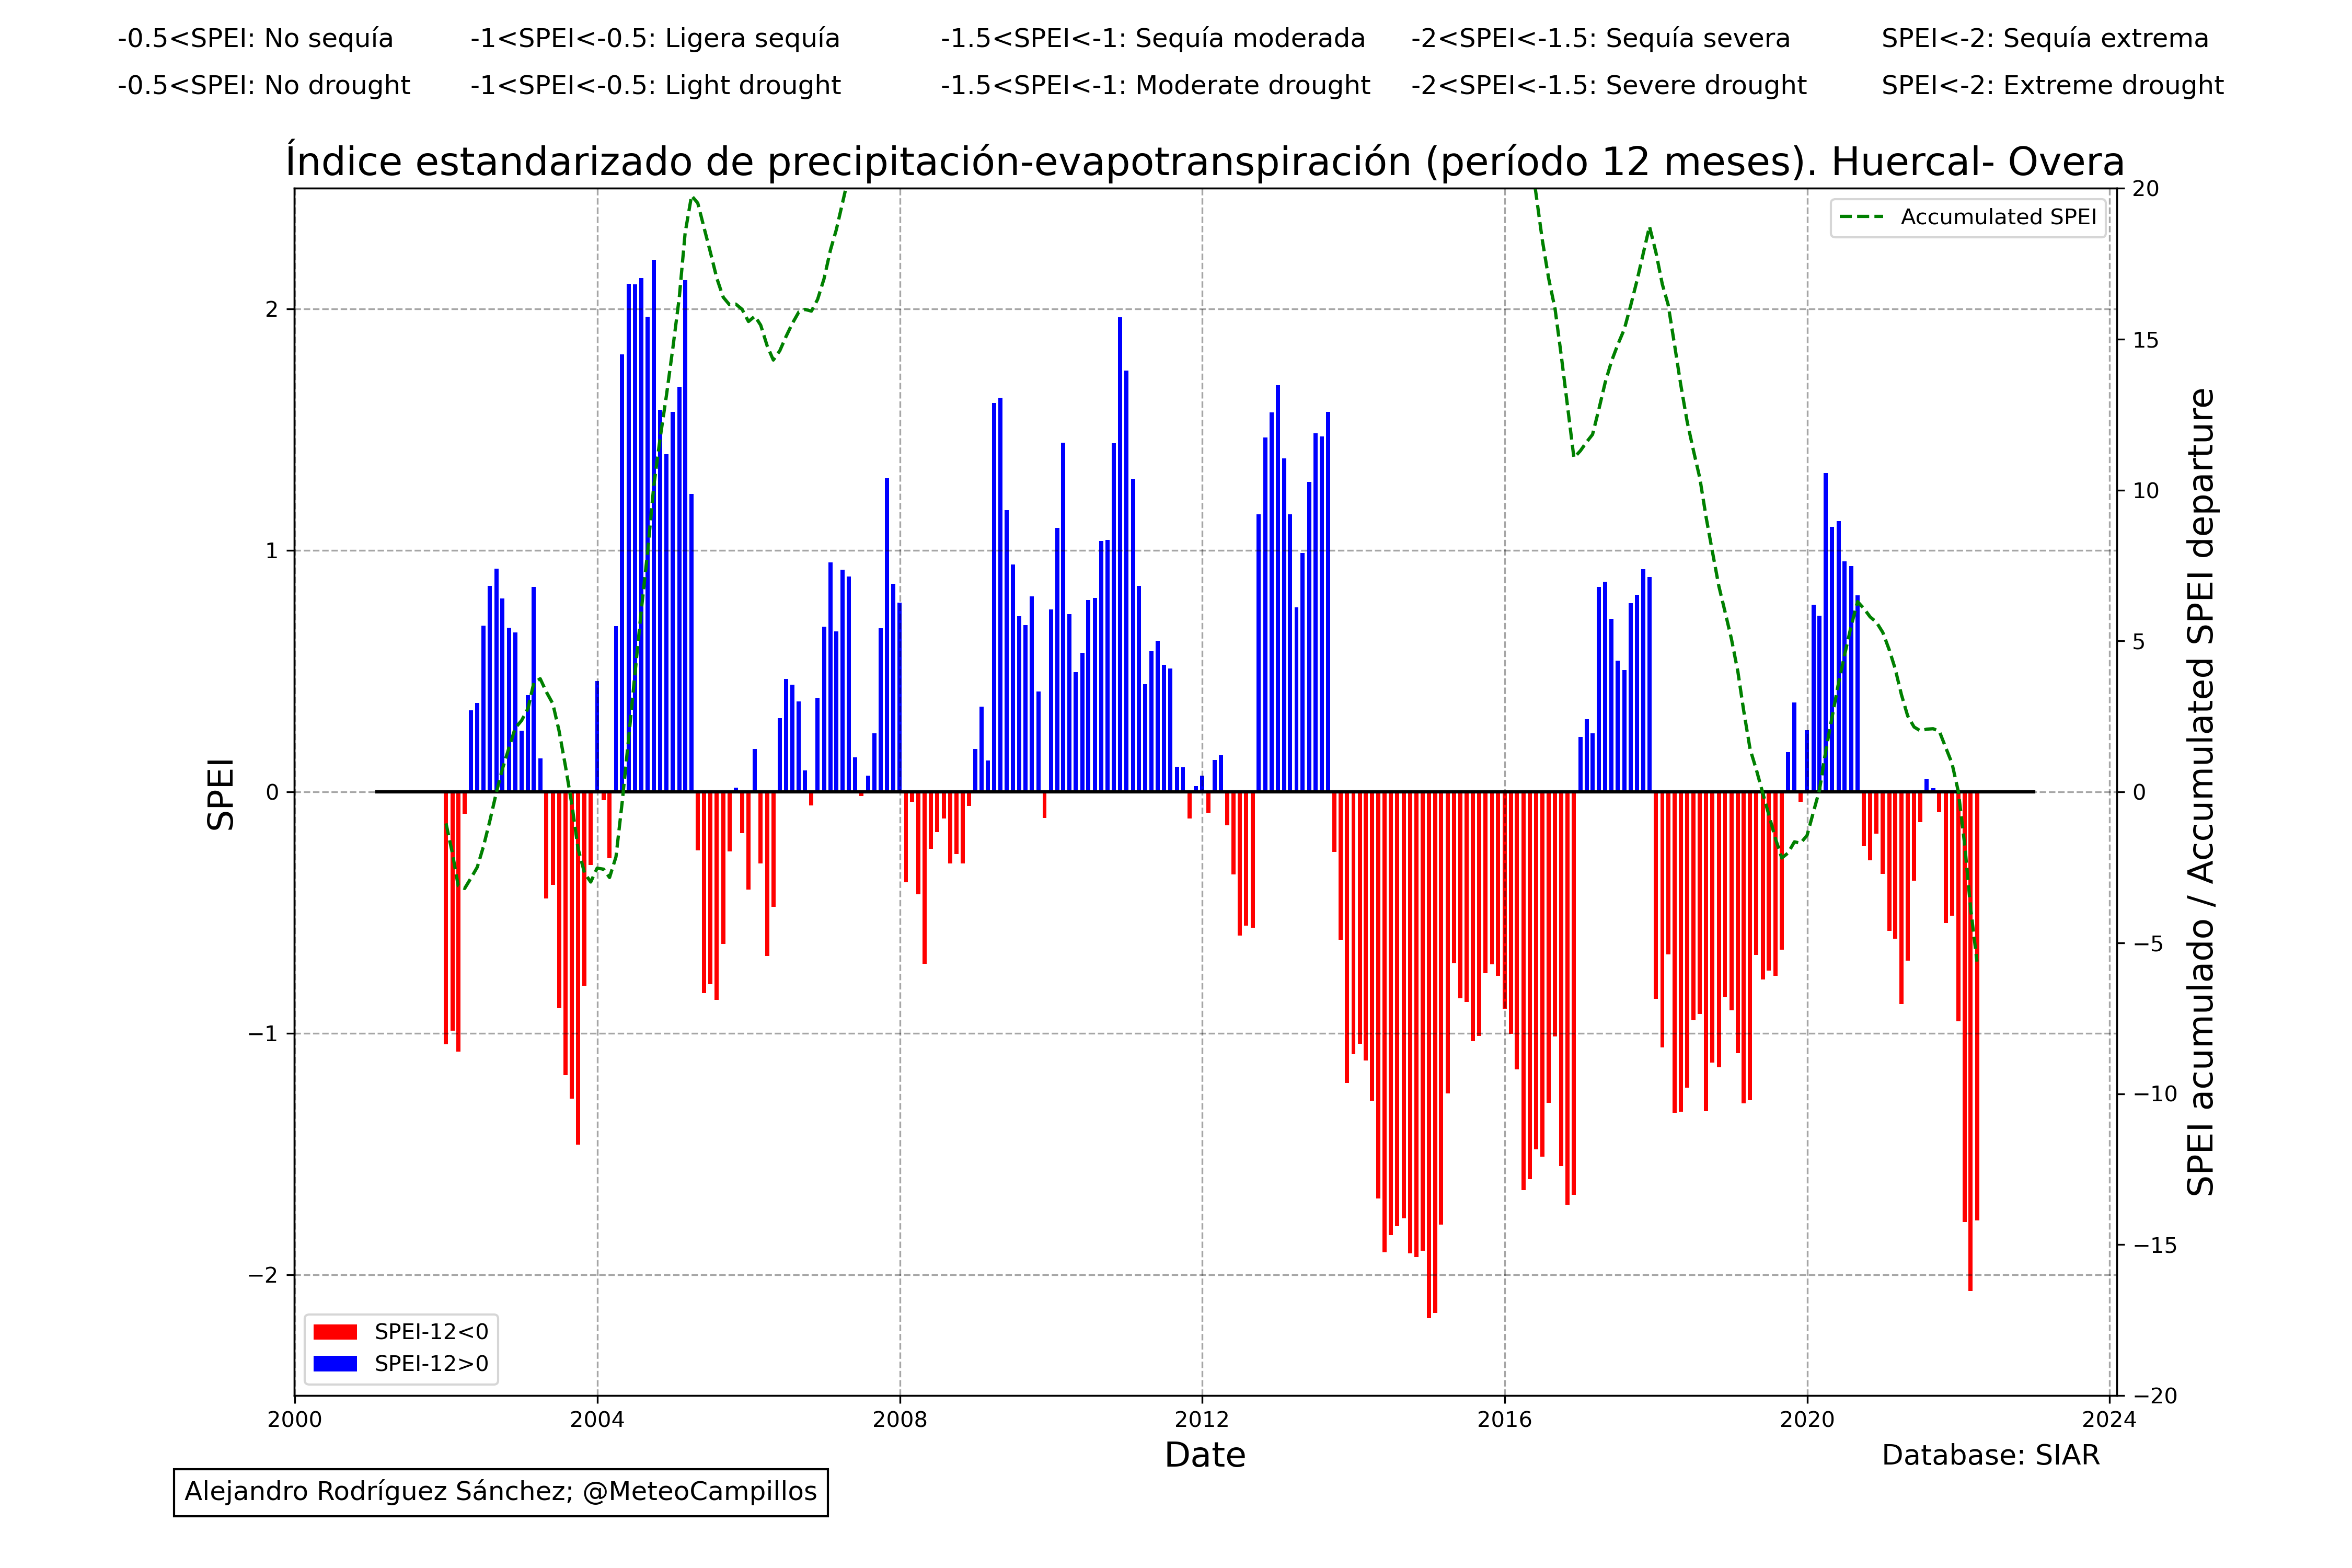 -0.5<SPEI: No sequía
-1<SPEI<-0.5: Ligera sequía
-1.5<SPEI<-1: Sequía moderada
-2<SPEI<-1.5: Sequía severa
SPEI<-2: Sequía extrema
-0.5<SPEI: No drought
-1<SPEI<-0.5: Light drought
-1.5<SPEI<-1: Moderate drought
-2<SPEI<-1.5: Severe drought
SPEI<-2: Extreme drought
Índice estandarizado de precipitación-evapotranspiración (período 12 meses). Huercal- Overa
Accumulated SPEI
SPEI
2
1
0
−1
−2
20
15
10
5
0
−5
−10
−15
−20
SPEI acumulado / Accumulated SPEI departure
SPEI-12<0
SPEI-12>0
2000
2004
2008
2012
2016
2020
2024
Date
Database: SIAR
Alejandro Rodríguez Sánchez; @MeteoCampillos